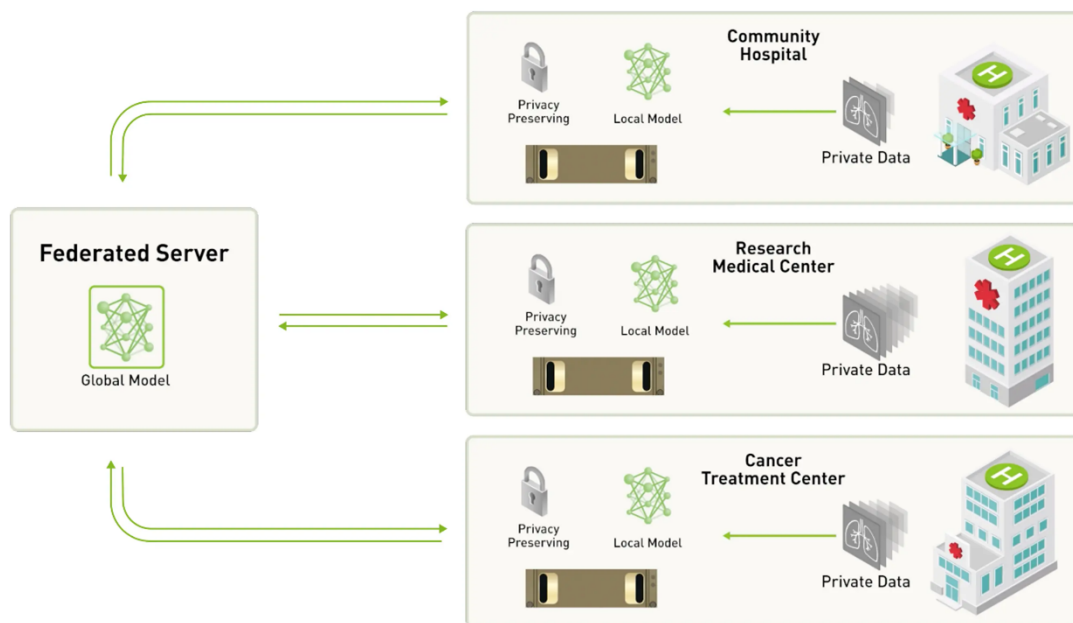 Community
Hospital
Privacy
Preserving
Local Model
Private Data
H
Federated Server
Global Model
Research
Medical Center
Privacy
Preserving
Local Model
Private Data
H
Cancer
Treatment Center
Privacy
Preserving
Local Model
Private Data
H